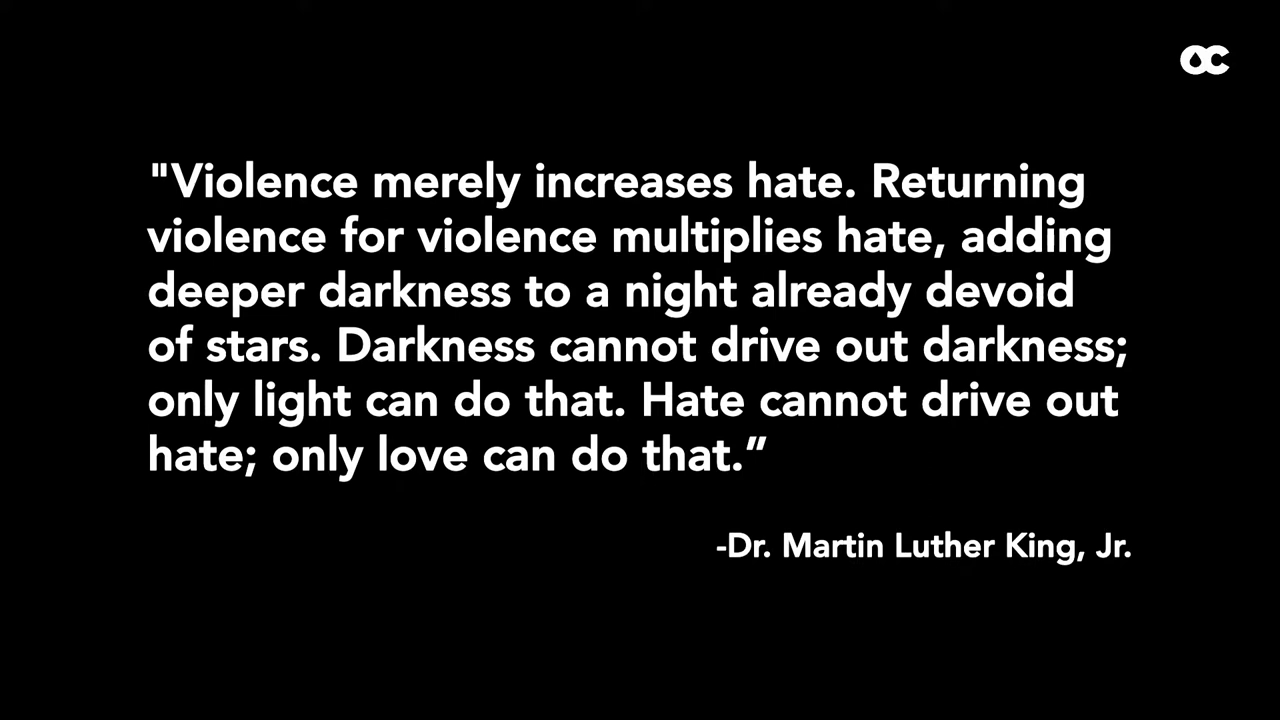 OC
"Violence merely increases hate. Returning
violence for violence multiplies hate, adding
deeper darkness to a night already devoid
of stars. Darkness cannot drive out darkness;
only light can do that. Hate cannot drive out
hate; only love can do that.”
-Dr. Martin Luther King, Jr.